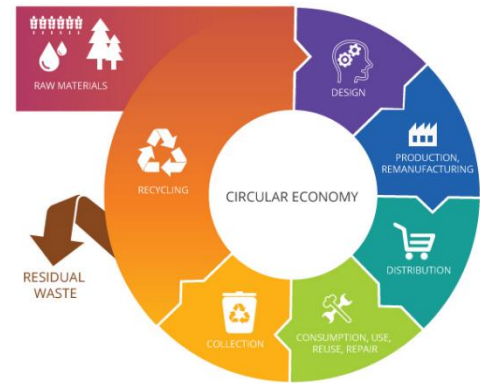 RAW MATERIALS
DESIGN
PRODUCTION,
REMANUFACTURING
DISTRIBUTION
CONSUMPTION, USE,
REUSE, REPAIR
COLLECTION
RECYCLING
RESIDUAL
WASTE
CIRCULAR ECONOMY